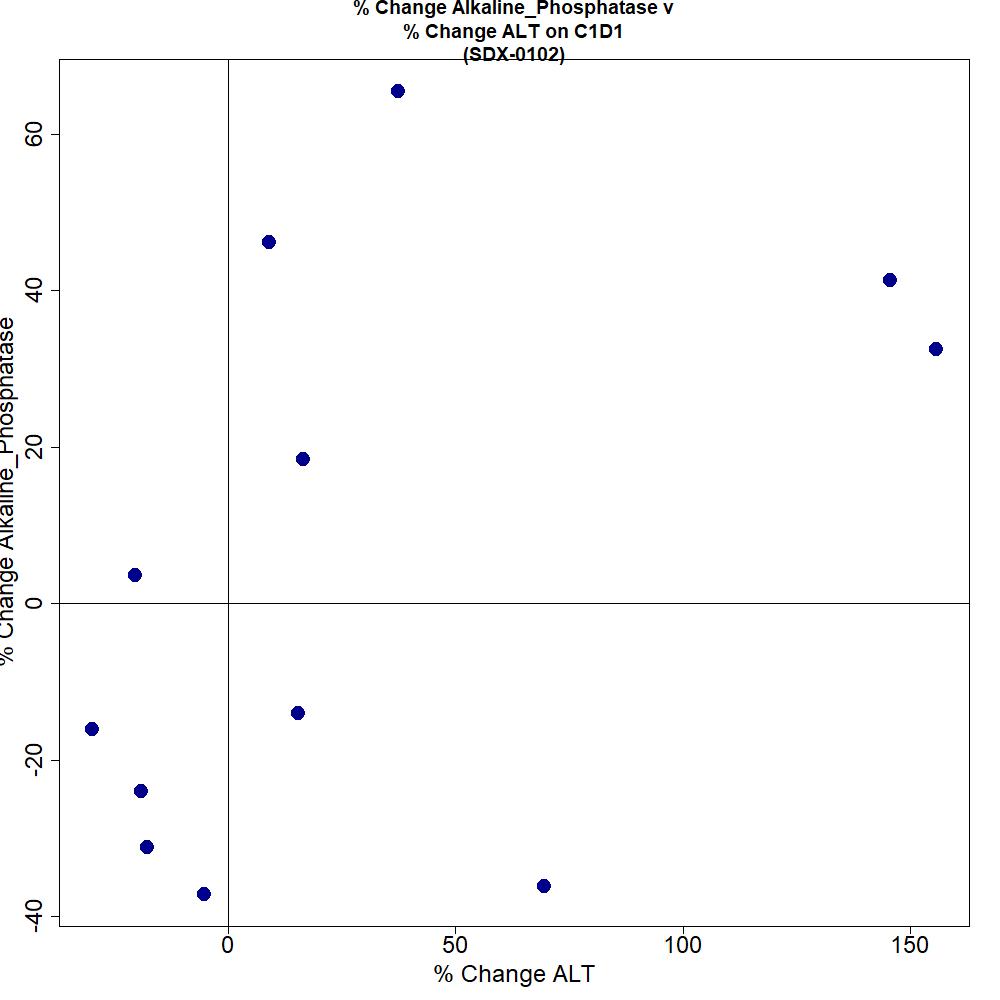 % Change Alkaline_Phosphatase v
% Change ALT on C1D1
(SDX-0102)
% Change Alkaline_Phosphatase
60
40
20
0
-20
-40
0
50
100
150
% Change ALT